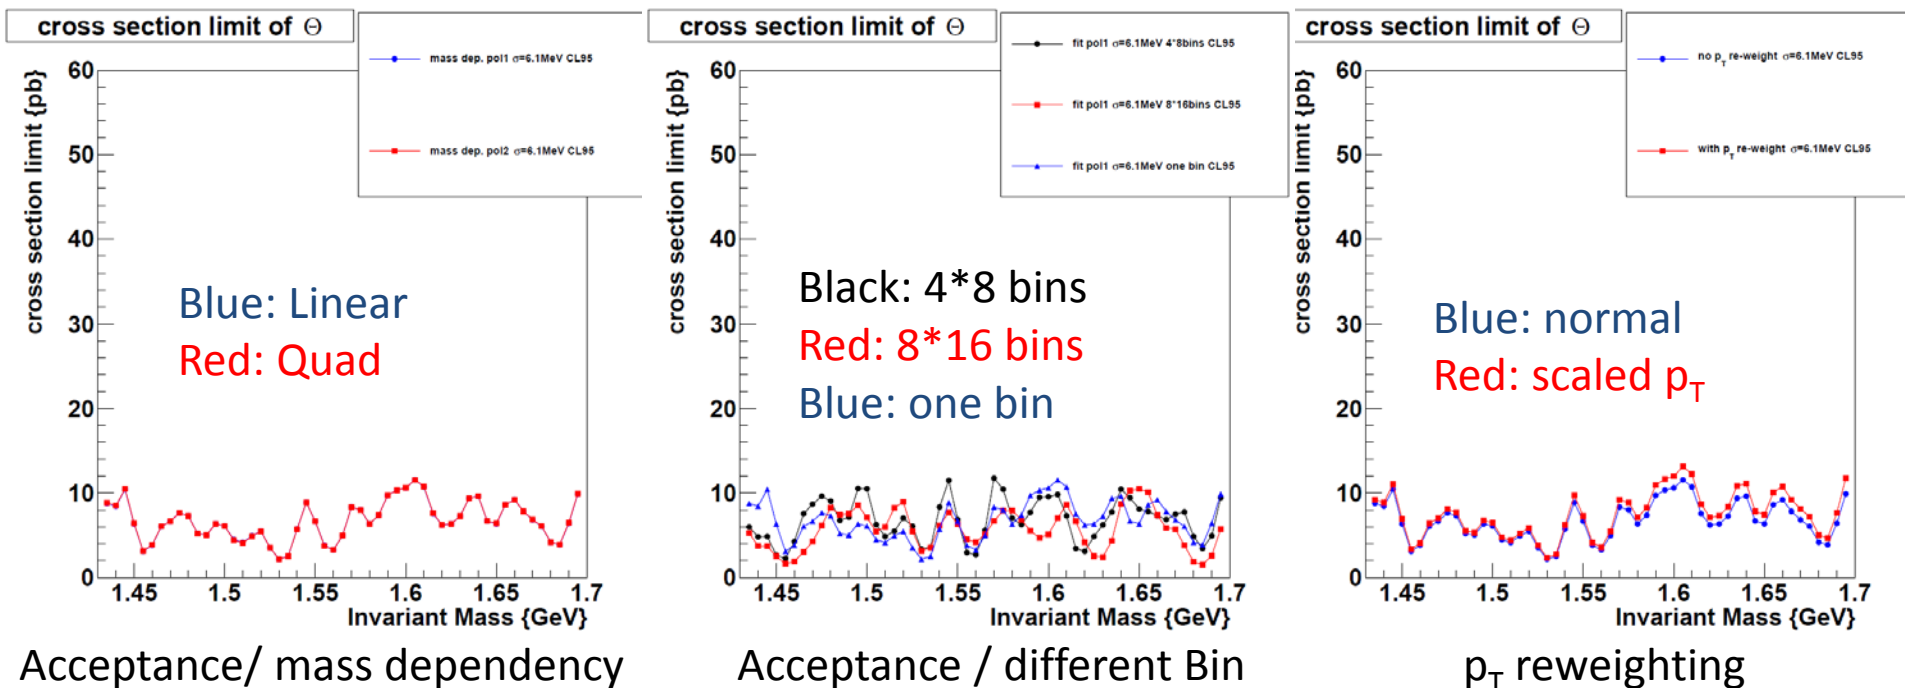 cross section limit of Θ
mass dep. pol1 σ=6.1MeV CL95
mass dep. pol2 σ=6.1MeV CL95
cross section limit {pb}
60
50
40
30
20
10
0
Blue: Linear
Red: Quad
1.45
1.5
1.55
1.6
1.65
1.7
Invariant Mass {GeV}
Acceptance/ mass dependency
cross section limit of Θ
fit pol1 σ=6.1MeV 4*8bins CL95
fit pol1 σ=6.1MeV 8*16bins CL95
fit pol1 σ=6.1MeV one bin CL95
cross section limit {pb}
60
50
40
30
20
10
0
Black: 4*8 bins
Red: 8*16 bins
Blue: one bin
1.45
1.5
1.55
1.6
1.65
1.7
Invariant Mass {GeV}
Acceptance / different Bin
cross section limit of Θ
no pT re-weight σ=6.1MeV CL95
with pT re-weight σ=6.1MeV CL95
cross section limit {pb}
60
50
40
30
20
10
0
Blue: normal
Red: scaled pT
1.45
1.5
1.55
1.6
1.65
1.7
Invariant Mass {GeV}
pT reweighting